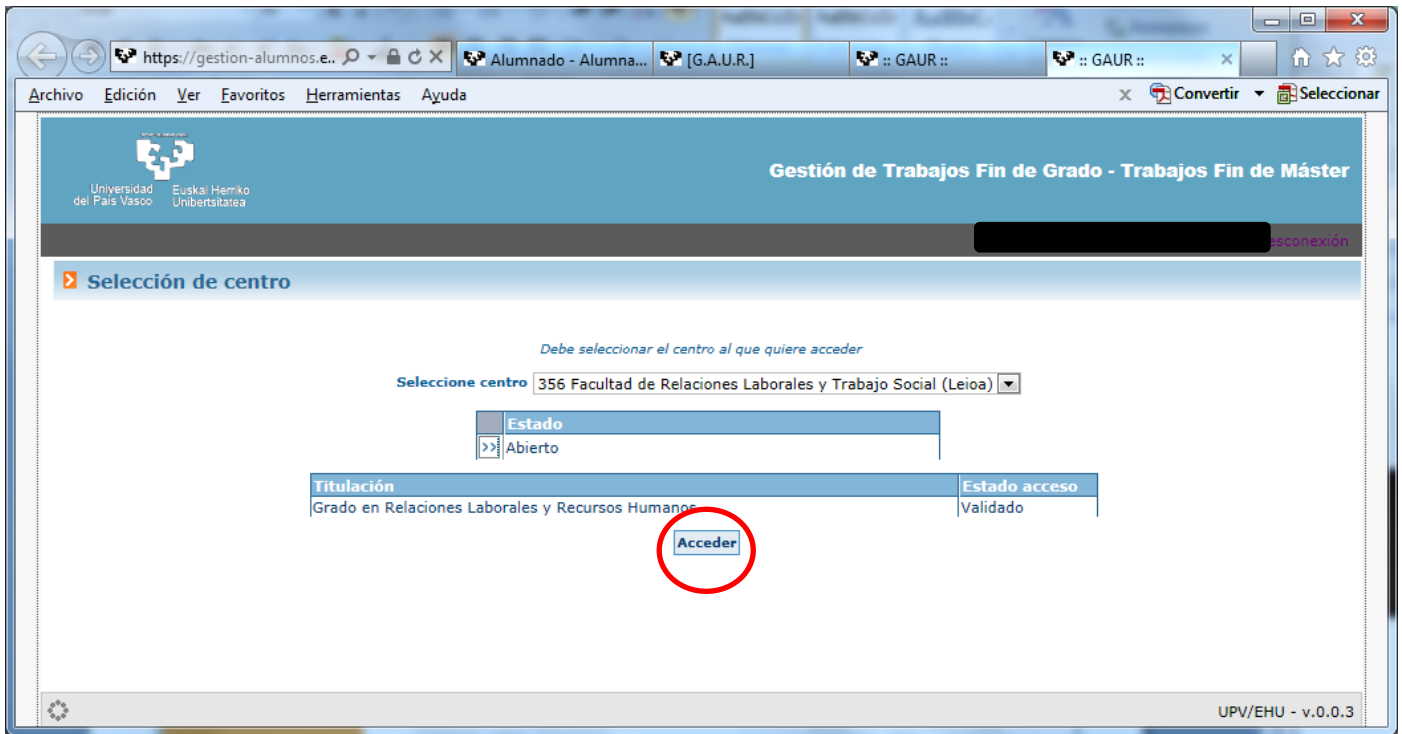 https://gestion-alumnos.e.. Alumnado - Alumna... [G.A.U.R.] :: GAUR :: :: GAUR ::
Archivo Edición Ver Favoritos Herramientas Ayuda Convertir Seleccionar
Gestión de Trabajos Fin de Grado - Trabajos Fin de Máster
Universidad del País Vasco
Euskal Herriko Unibertsitatea
esconexión
Selección de centro
Debe seleccionar el centro al que quiere acceder
Seleccione centro 356 Facultad de Relaciones Laborales y Trabajo Social (Leioa)
Estado
>> Abierto
Titulación Estado acceso
Grado en Relaciones Laborales y Recursos Humanos Validado
Acceder
UPV/EHU - v.0.0.3